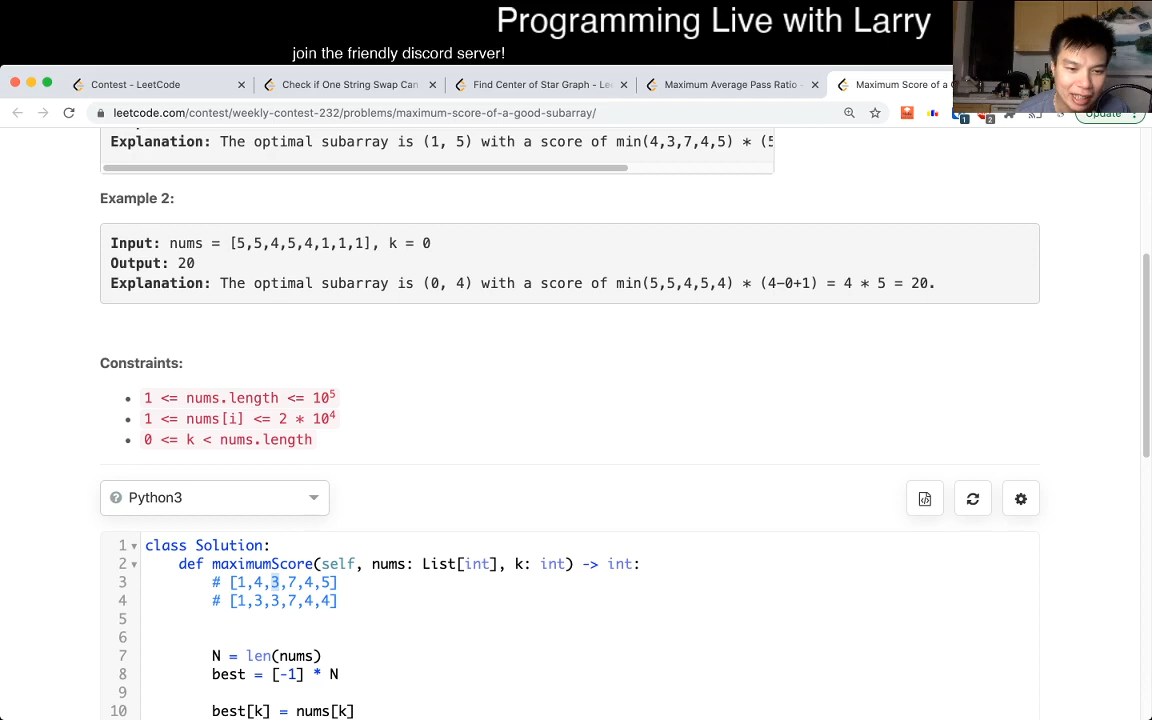 Programming Live with Larry
join the friendly discord server!
Contest - LeetCode
Check if One String Swap Can
Find Center of Star Graph - Lee
Maximum Average Pass Ratio -
Maximum Score of a G
leetcode.com/contest/weekly-contest-232/problems/maximum-score-of-a-good-subarray/
Update
Explanation: The optimal subarray is (1, 5) with a score of min(4,3,7,4,5) * (5
Example 2:
Input: nums = [5,5,4,5,4,1,1,1], k = 0
Output: 20
Explanation: The optimal subarray is (0, 4) with a score of min(5,5,4,5,4) * (4-0+1) = 4 * 5 = 20.
Constraints:
• 1 <= nums.length <= 10⁵
• 1 <= nums[i] <= 2 * 10⁴
• 0 <= k < nums.length
Python3
1 class Solution:
2 def maximumScore(self, nums: List[int], k: int) -> int:
3 # [1,4,3,7,4,5]
4 # [1,3,3,7,4,4]
5
6
7 N = len(nums)
8 best = [-1] * N
9
10 best[k] = nums[k]